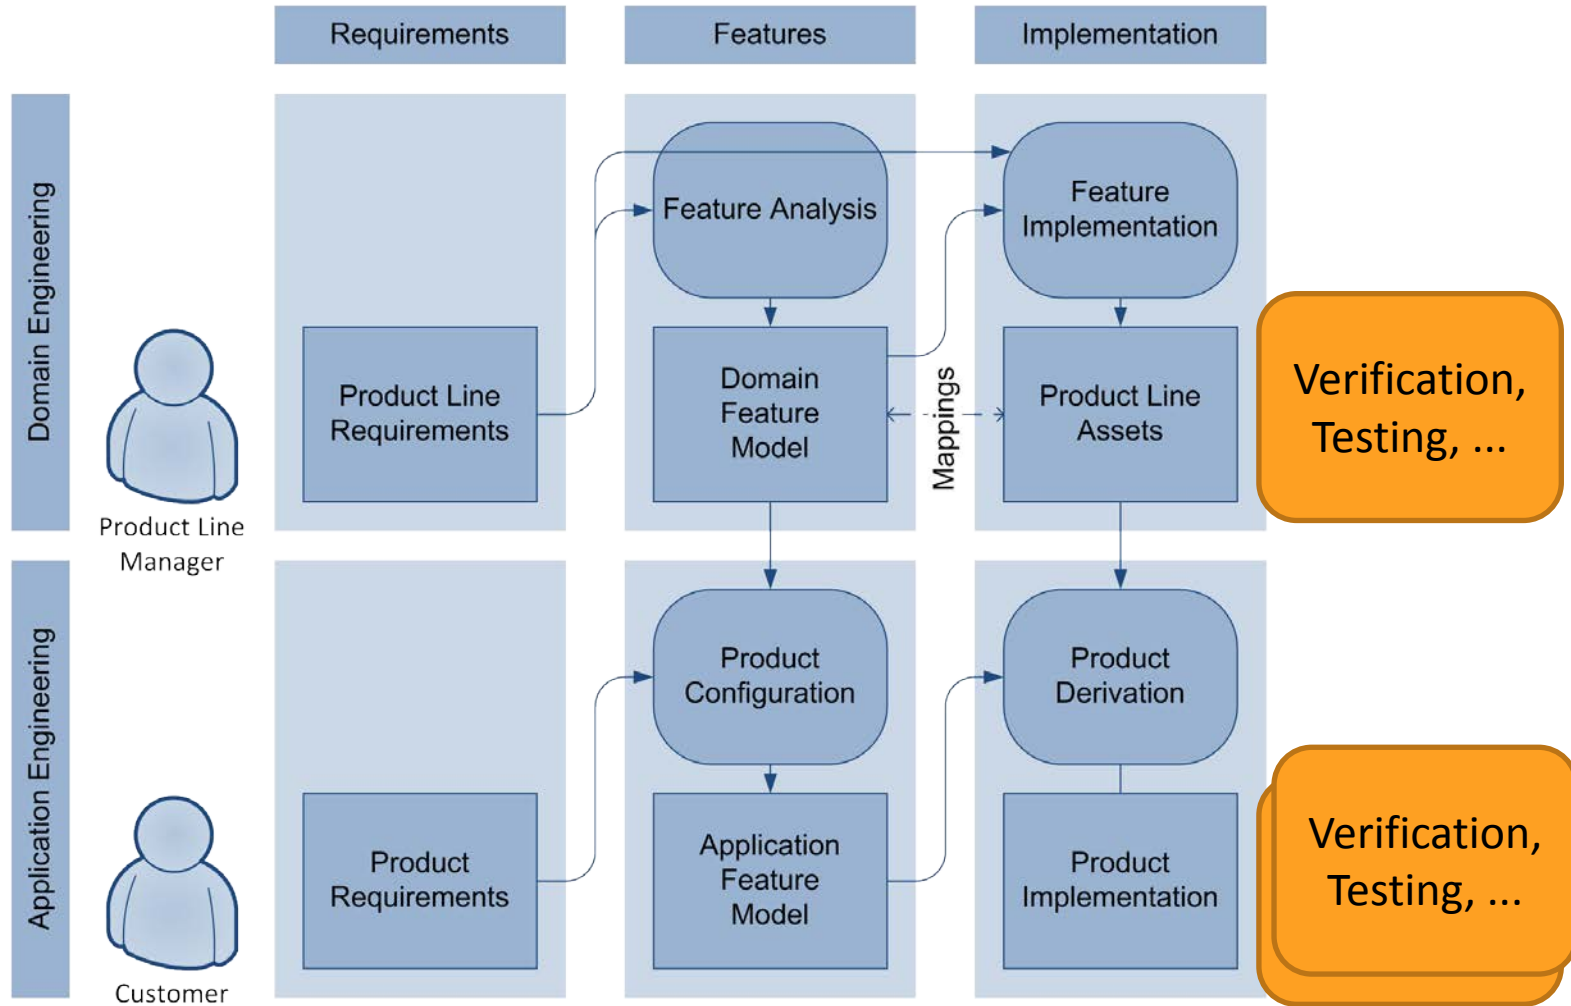 Requirements
Features
Implementation
Domain Engineering
Feature Analysis
Feature
Implementation
Product Line
Requirements
Domain
Feature
Model
Mappings
Product Line
Assets
Verification,
Testing, ...
Product Line
Manager
Application Engineering
Product
Configuration
Product
Derivation
Product
Requirements
Application
Feature
Model
Product
Implementation
Verification,
Testing, ...
Customer